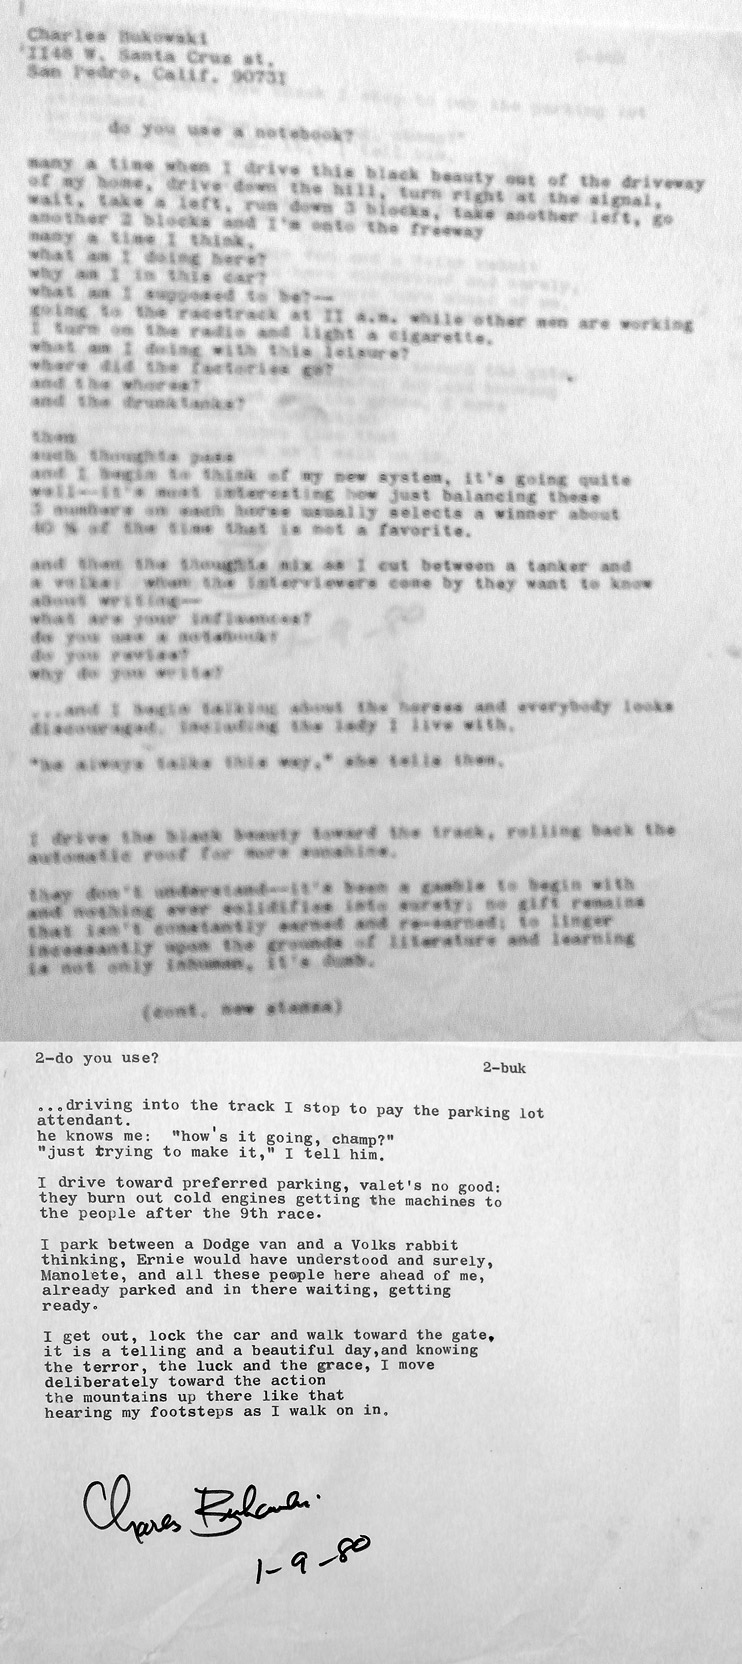 Charles Bukowski
1148 W. Santa Cruz st.
San Pedro, Calif. 90731
do you use a notebook?
many a time when I drive this black beauty out of the driveway
of my home, drive down the hill, turn right at the signal,
wait, take a left, run down 3 blocks, take another left, go
another 2 blocks and I'm onto the freeway
many a time I think,
what am I doing here?
why am I in this car?
what am I supposed to be?--
going to the racetrack at II a.m. while other men are working
I turn on the radio and light a cigarette.
what am I doing with this leisure?
where did the factories go?
and the whores?
and the drunktanks?
then
such thoughts pass
and I begin to think of my new system, it's going quite
well--it's most interesting how just balancing these
3 numbers on each horse usually selects a winner about
40 % of the time that is not a favorite.
and then the thoughts mix as I cut between a tanker and
a volks: when the interviewers come by they want to know
about writing--
what are your influences?
do you use a notebook?
do you revise?
why do you write?
...and I begin talking about the horses and everybody looks
discouraged, including the lady I live with.
"he always talks this way," she tells them.
I drive the black beauty toward the track, rolling back the
automatic roof for more sunshine.
they don't understand--it's been a gamble to begin with
and nothing ever solidifies into surety; no gift remains
that isn't constantly earned and re-earned; to linger
incessantly upon the grounds of literature and learning
is not only inhuman, it's dumb.
(cont. new stanza)
2-do you use?
2-buk
...driving into the track I stop to pay the parking lot
attendant.
he knows me: "how's it going, champ?"
"just trying to make it," I tell him.
I drive toward preferred parking, valet's no good:
they burn out cold engines getting the machines to
the people after the 9th race.
I park between a Dodge van and a Volks rabbit
thinking, Ernie would have understood and surely,
Manolete, and all these people here ahead of me,
already parked and in there waiting, getting
ready.
I get out, lock the car and walk toward the gate,
it is a telling and a beautiful day,and knowing
the terror, the luck and the grace, I move
deliberately toward the action
the mountains up there like that
hearing my footsteps as I walk on in.
Charles Bukowski
1-9-80